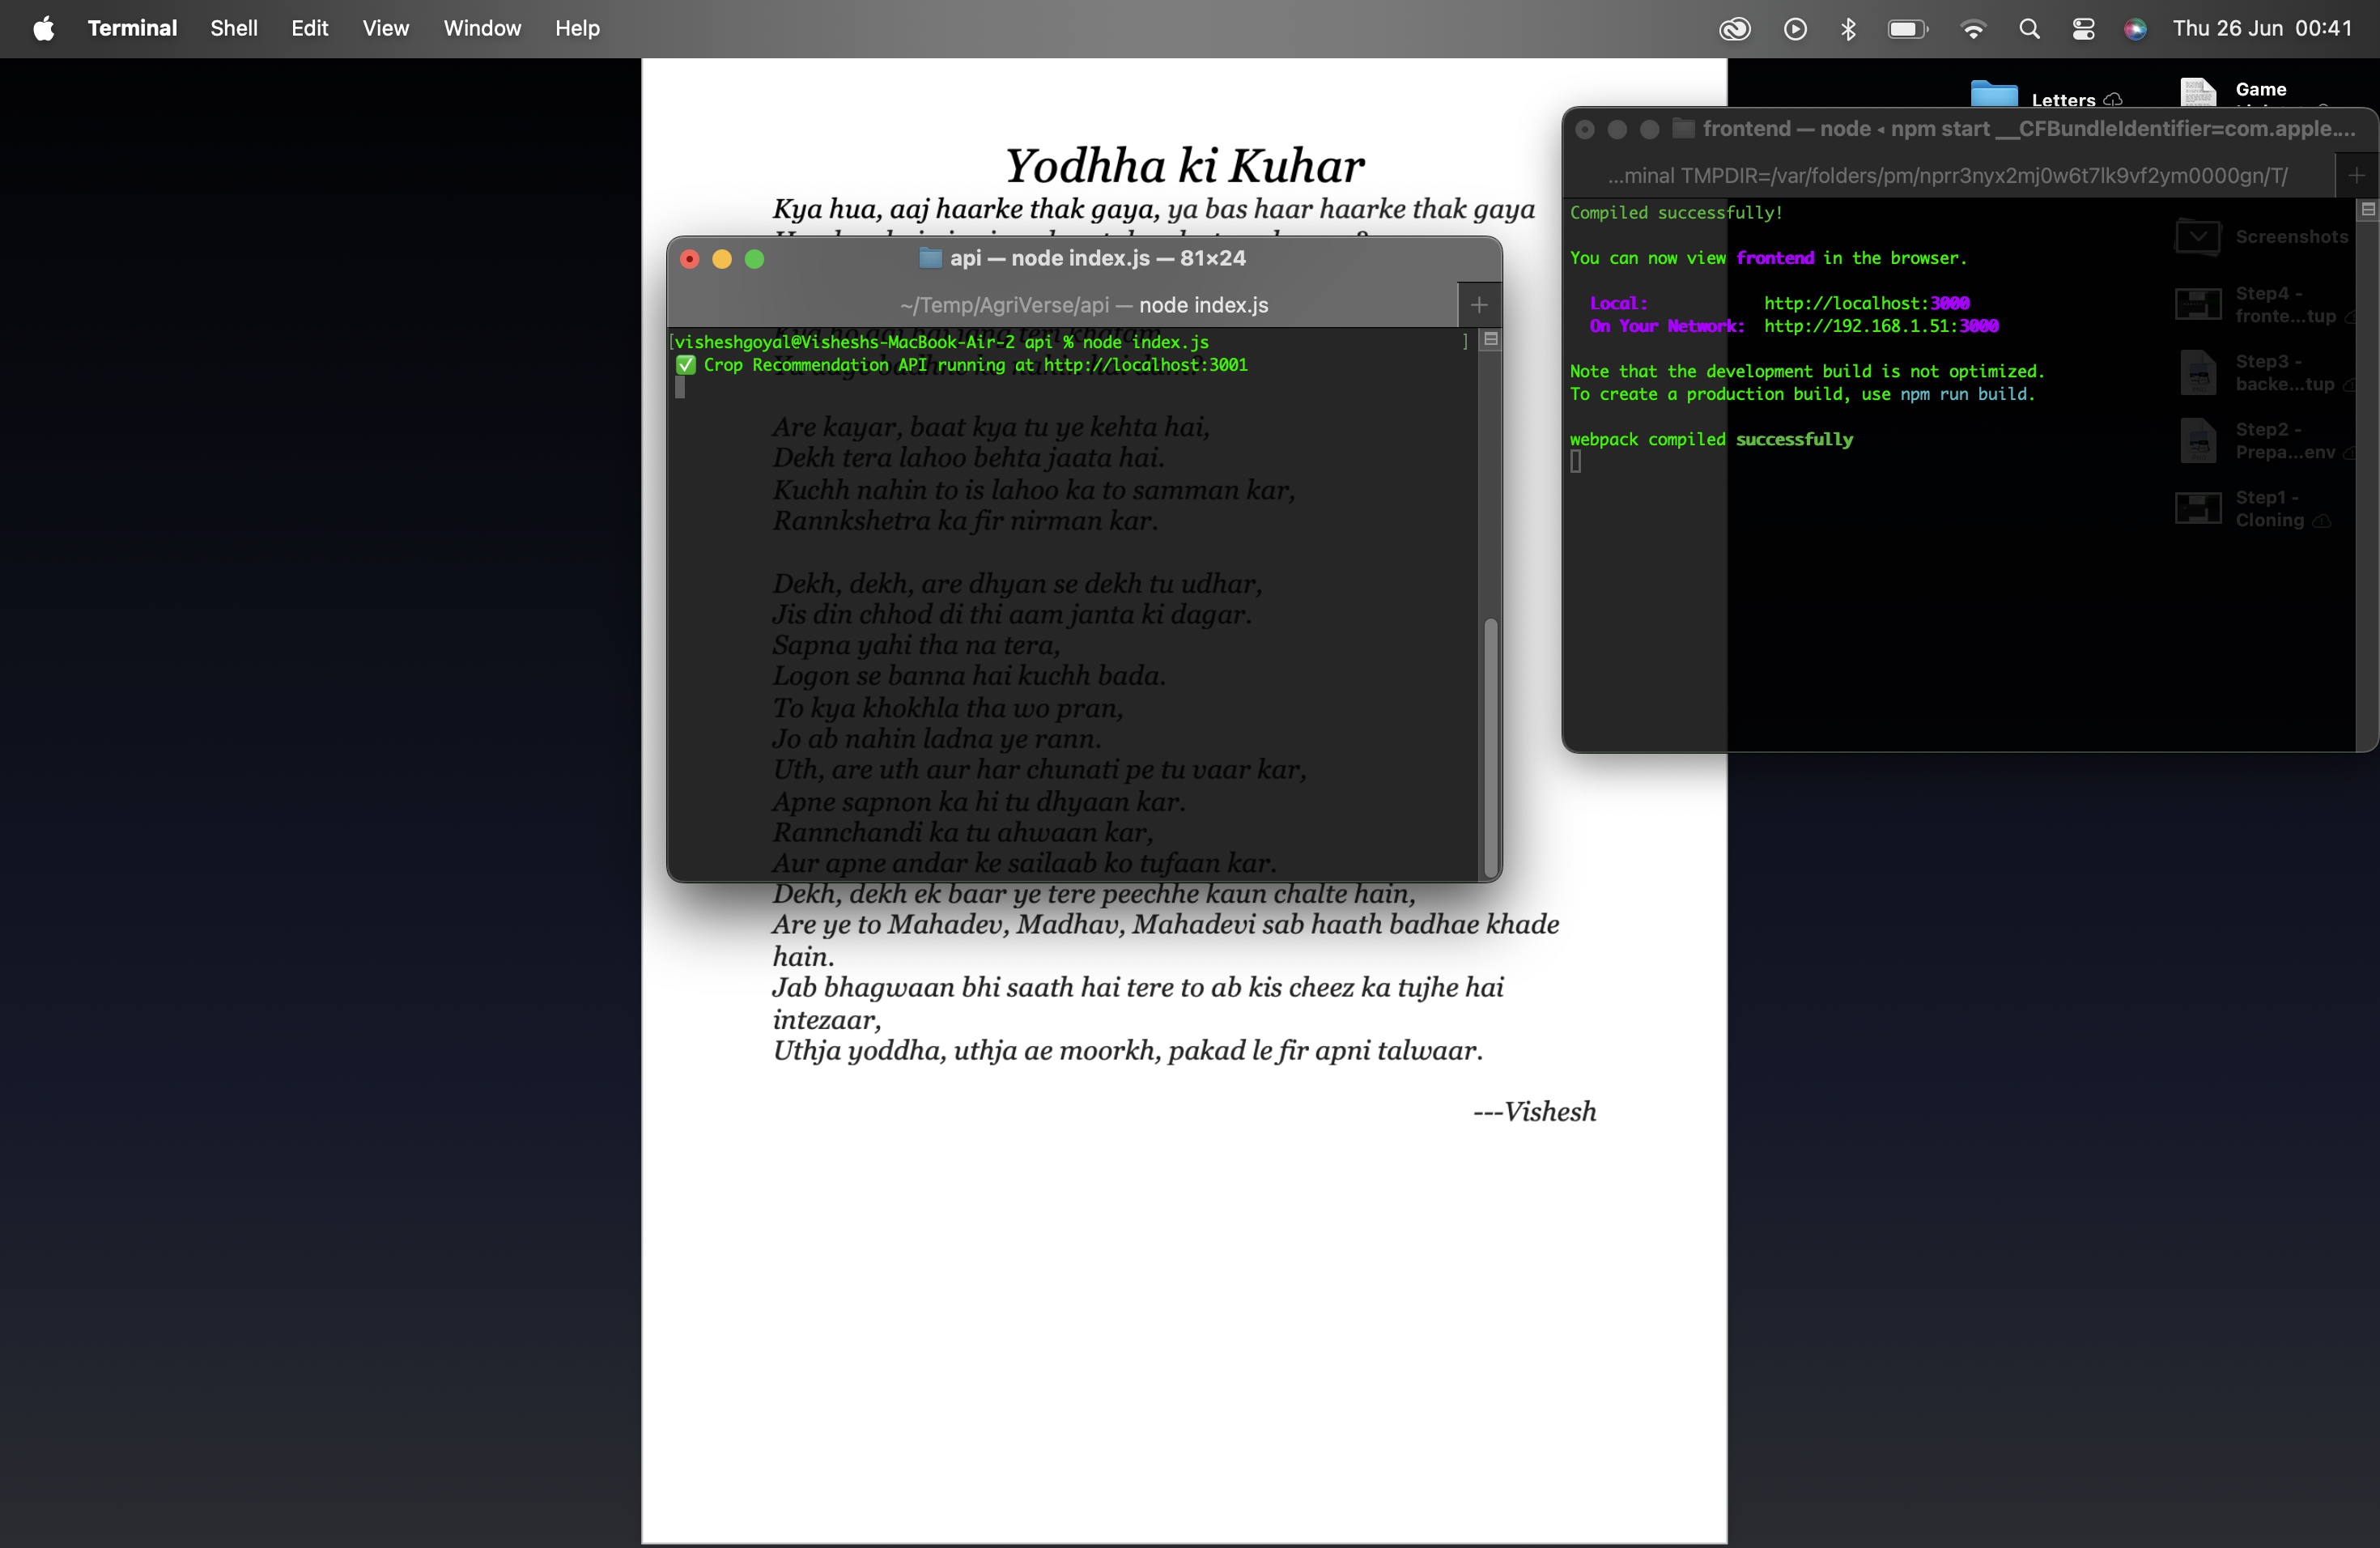 Terminal Shell Edit View Window Help Thu 26 Jun 00:41
Letters
Game
Yodhha ki Kuhar
Kya hua, aaj haarke thak gaya, ya bas haar haarke thak gaya
api — node index.js — 81×24
~/Temp/AgriVerse/api — node index.js
Kya ho gai hai jang teri khatam
[visheshgoyal@Visheshs-MacBook-Air-2 api % node index.js ]
✅ Crop Recommendation API running at http://localhost:3001
Are kayar, baat kya tu ye kehta hai,
Dekh tera lahoo behta jaata hai.
Kuchh nahin to is lahoo ka to samman kar,
Rannkshetra ka fir nirman kar.
Dekh, dekh, are dhyan se dekh tu udhar,
Jis din chhod di thi aam janta ki dagar.
Sapna yahi tha na tera,
Logon se banna hai kuchh bada.
To kya khokhla tha wo pran,
Jo ab nahin ladna ye rann.
Uth, are uth aur har chunati pe tu vaar kar,
Apne sapnon ka hi tu dhyaan kar.
Rannchandi ka tu ahwaan kar,
Aur apne andar ke sailaab ko tufaan kar.
Dekh, dekh ek baar ye tere peechhe kaun chalte hain,
Are ye to Mahadev, Madhav, Mahadevi sab haath badhae khade
hain.
Jab bhagwaan bhi saath hai tere to ab kis cheez ka tujhe hai
intezaar,
Uthja yoddha, uthja ae moorkh, pakad le fir apni talwaar.
---Vishesh
frontend — node ◂ npm start __CFBundleIdentifier=com.apple....
...minal TMPDIR=/var/folders/pm/nprr3nyx2mj0w6t7lk9vf2ym0000gn/T/
Compiled successfully!
You can now view frontend in the browser.
Local: http://localhost:3000
On Your Network: http://192.168.1.51:3000
Note that the development build is not optimized.
To create a production build, use npm run build.
webpack compiled successfully
Screenshots
Step4 -
fronte...tup
Step3 -
backe...tup
Step2 -
Prepa...env
Step1 -
Cloning